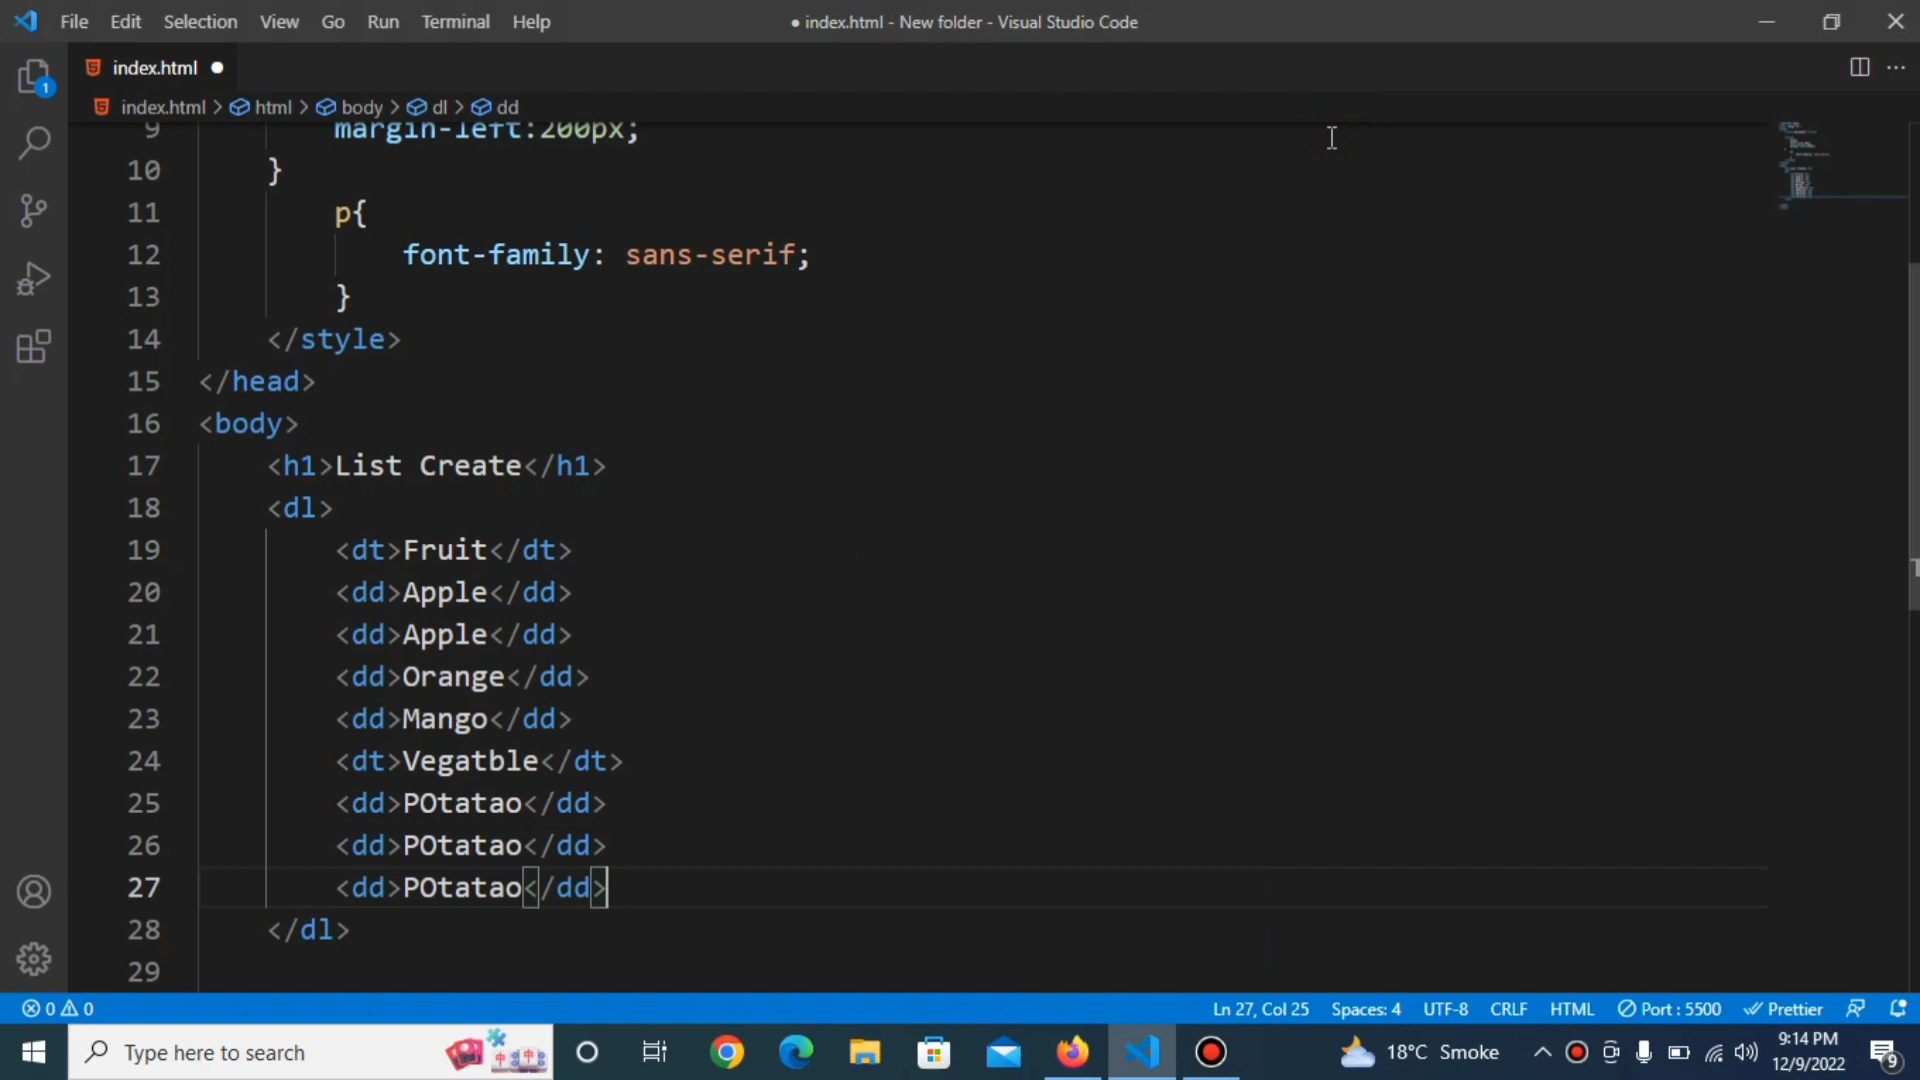 File Edit Selection View Go Run Terminal Help
● index.html - New folder - Visual Studio Code
index.html ●
1
index.html > html > body > dl > dd
9 margin-left:200px;
10 }
11 p{
12 font-family: sans-serif;
13 }
14 </style>
15 </head>
16 <body>
17 <h1>List Create</h1>
18 <dl>
19 <dt>Fruit</dt>
20 <dd>Apple</dd>
21 <dd>Apple</dd>
22 <dd>Orange</dd>
23 <dd>Mango</dd>
24 <dt>Vegatble</dt>
25 <dd>POtatao</dd>
26 <dd>POtatao</dd>
27 <dd>POtatao</dd>
28 </dl>
29
0 0 Ln 27, Col 25 Spaces: 4 UTF-8 CRLF HTML Port : 5500 Prettier
Type here to search 18°C Smoke 9:14 PM
12/9/2022 9